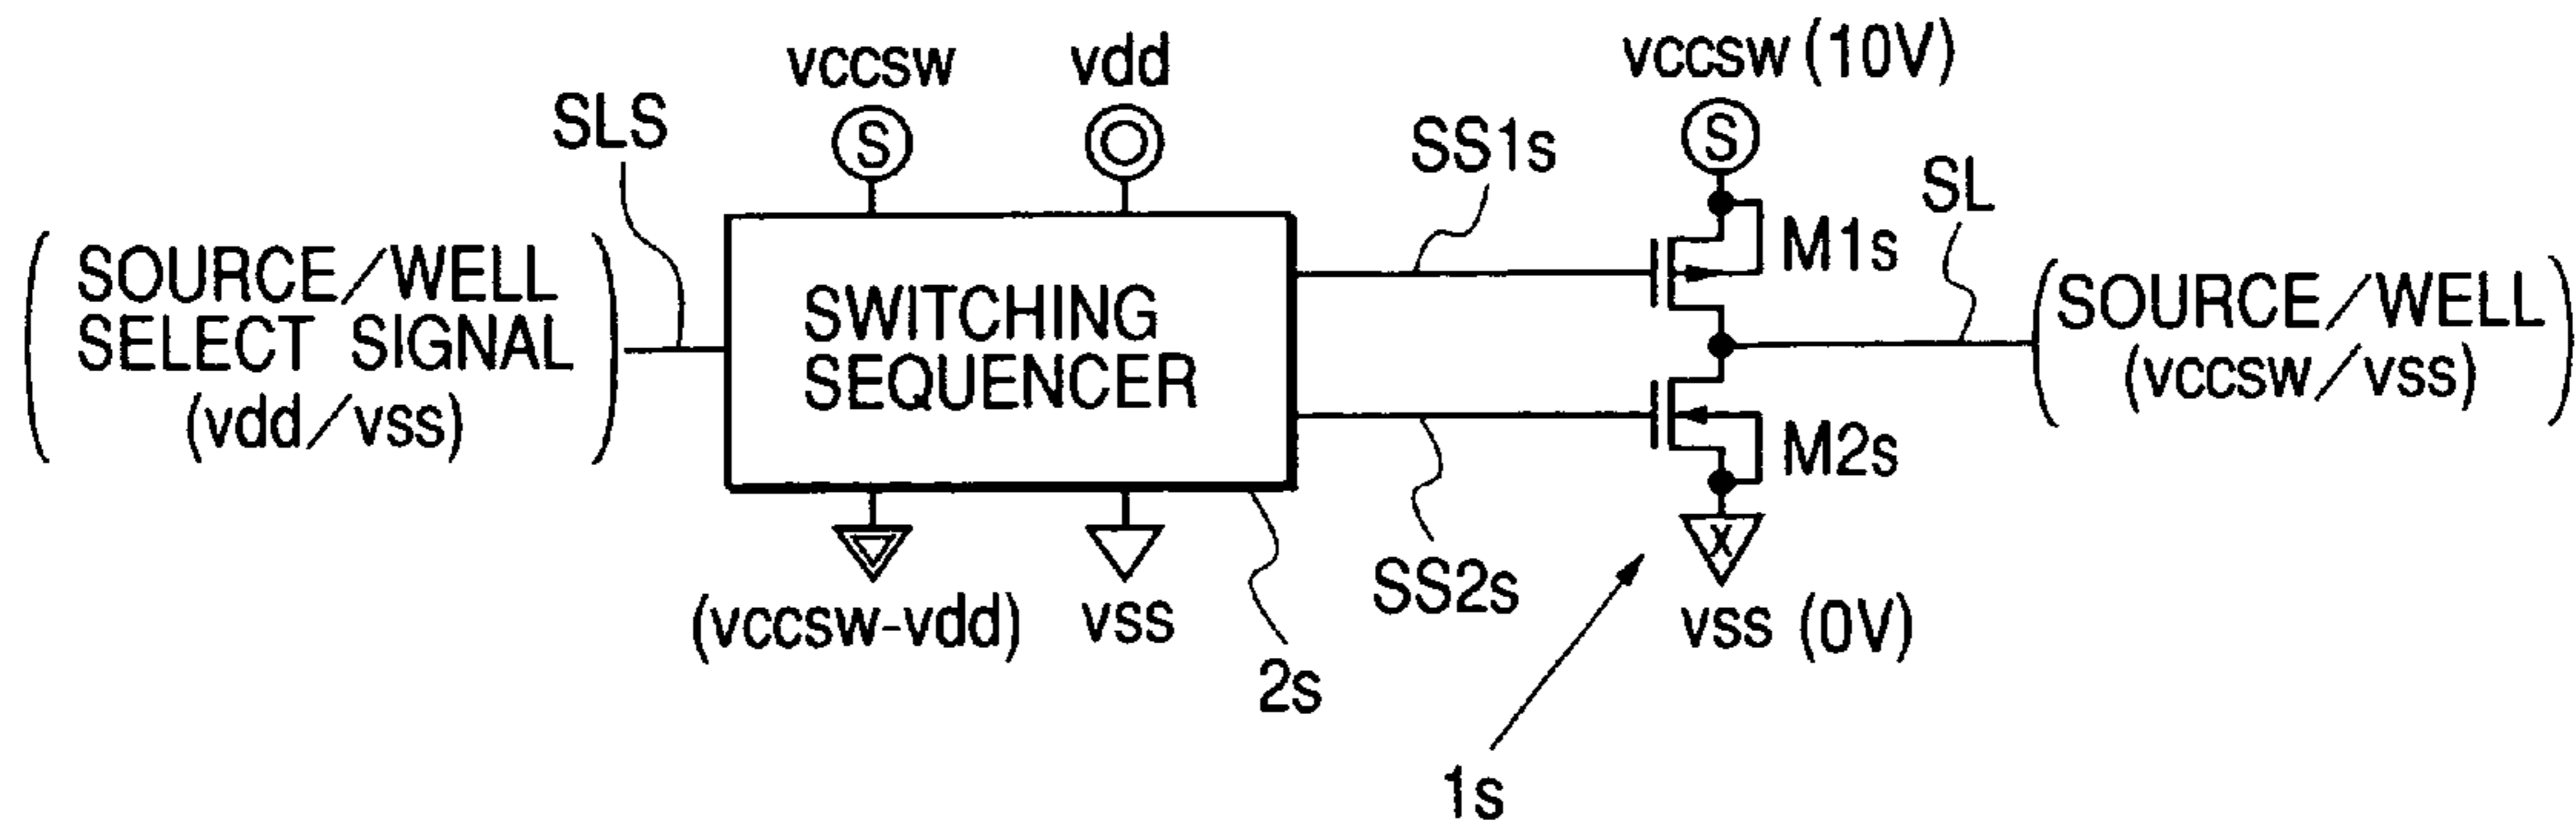 vccsw
vdd
vccsw (10V)
SLS
S
S
SS1s
SL
M1s
SOURCE/WELL
SELECT SIGNAL
(vdd/vss)
SWITCHING
SEQUENCER
SOURCE/WELL
(vccsw/vss)
M2s
X
(vccsw-vdd)
vss
SS2s
vss (0V)
2s
1s